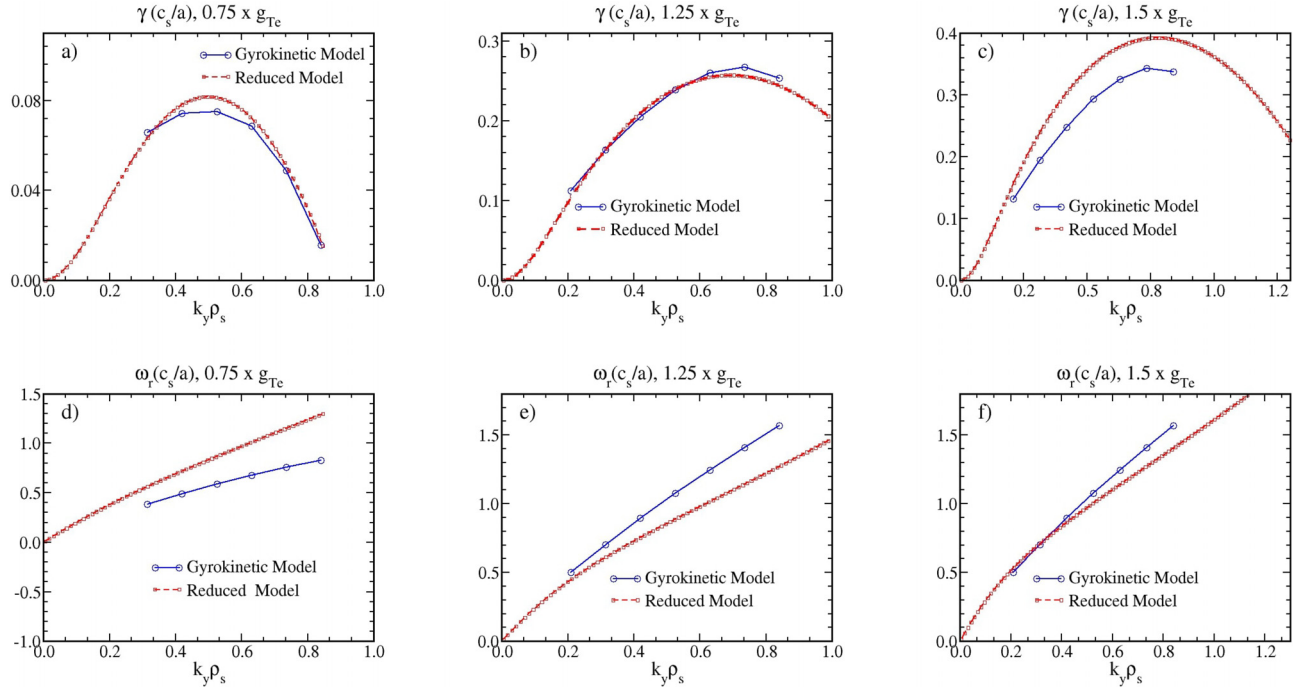 γ (c_s/a), 0.75 x g_Te
a)
Gyrokinetic Model
Reduced Model
0.08
0.04
0.00
0.0 0.2 0.4 0.6 0.8 1.0
k_yρ_s
γ (c_s/a), 1.25 x g_Te
b)
0.3
0.2
0.1
0.0
Gyrokinetic Model
Reduced Model
0.0 0.2 0.4 0.6 0.8 1.0
k_yρ_s
γ (c_s/a), 1.5 x g_Te
c)
0.4
0.3
0.2
0.1
0.0
Gyrokinetic Model
Reduced Model
0.0 0.2 0.8 1.0 1.2
k_yρ_s
ω_r(c_s/a), 0.75 x g_Te
d)
1.5
1.0
0.5
0.0
-0.5
-1.0
Gyrokinetic Model
Reduced Model
0.0 0.2 0.4 0.6 0.8 1.0
k_yρ_s
ω_r(c_s/a), 1.25 x g_Te
e)
1.5
1.0
0.5
0.0
Gyrokinetic Model
Reduced Model
0.0 0.2 0.4 0.6 0.8 1.0
k_yρ_s
ω_r(c_s/a), 1.5 x g_Te
f)
1.5
1.0
0.5
0.0
Gyrokinetic Model
Reduced Model
0.0 0.2 0.4 0.6 0.8 1.0 1.2
k_yρ_s